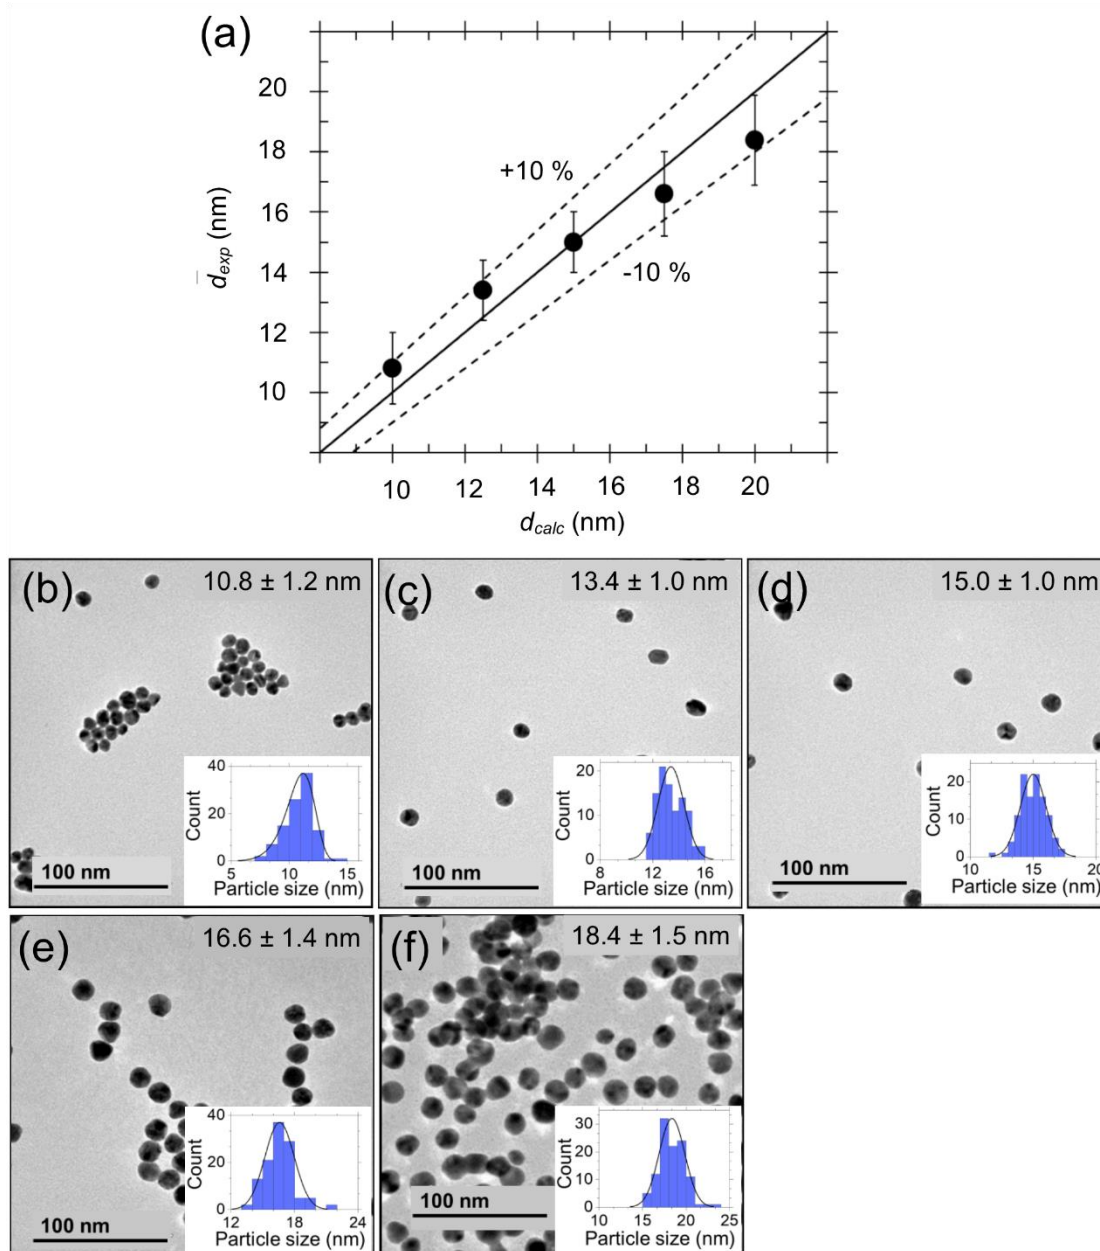 (a)
20
18
16
14
12
10
d̅exp (nm)
+10 %
-10 %
10 12 14 16 18 20
dcalc (nm)
(b)
10.8 ± 1.2 nm
100 nm
40
20
0
Count
5 10 15
Particle size (nm)
(c)
13.4 ± 1.0 nm
100 nm
20
10
0
Count
8 12 16
Particle size (nm)
(d)
15.0 ± 1.0 nm
100 nm
20
10
0
Count
10 15 20
Particle size (nm)
(e)
16.6 ± 1.4 nm
100 nm
40
20
0
Count
12 18 24
Particle size (nm)
(f)
18.4 ± 1.5 nm
100 nm
30
20
10
0
Count
10 15 20 25
Particle size (nm)